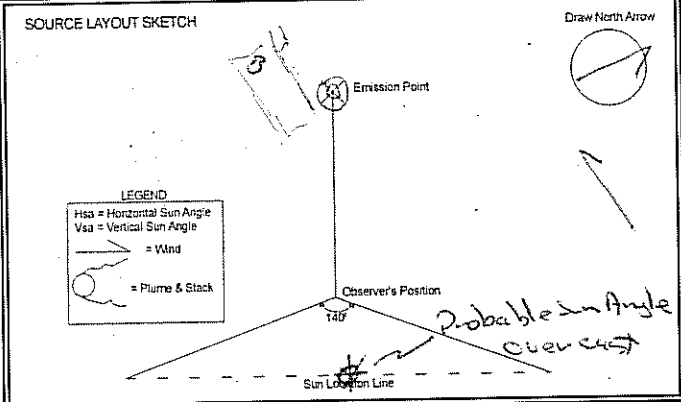 SOURCE LAYOUT SKETCH
Draw North Arrow
Emission Point
LEGEND
Hsa = Horizontal Sun Angle
Vsa = Vertical Sun Angle
= Wind
= Plume & Stack
Observer's Position
140°
Probable Sun Angle
overcast
Sun Location Line